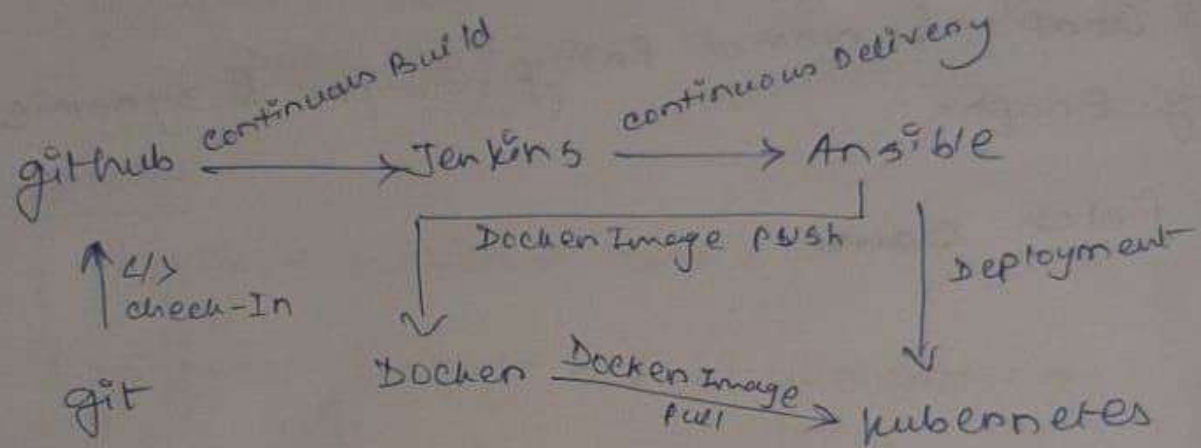 continuous Build
continuous Delivery
github
Jenkins
Ansible
Docker Image push
</> check-In
Deployment
git
Docker
Docker Image pull
kubernetes